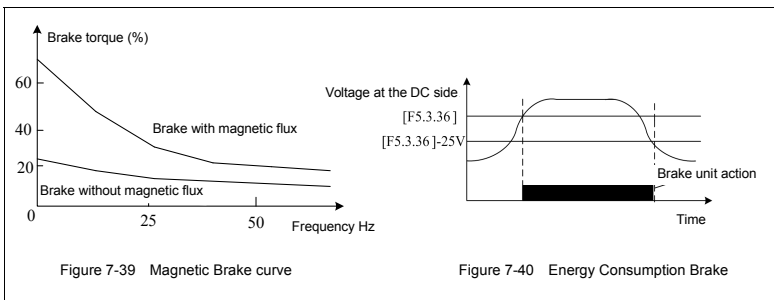 Brake torque (%)
60
40
20
0
25
50
Frequency Hz
Brake with magnetic flux
Brake without magnetic flux
Figure 7-39 Magnetic Brake curve
Voltage at the DC side
[F5.3.36]
[F5.3.36]-25V
Brake unit action
Time
Figure 7-40 Energy Consumption Brake